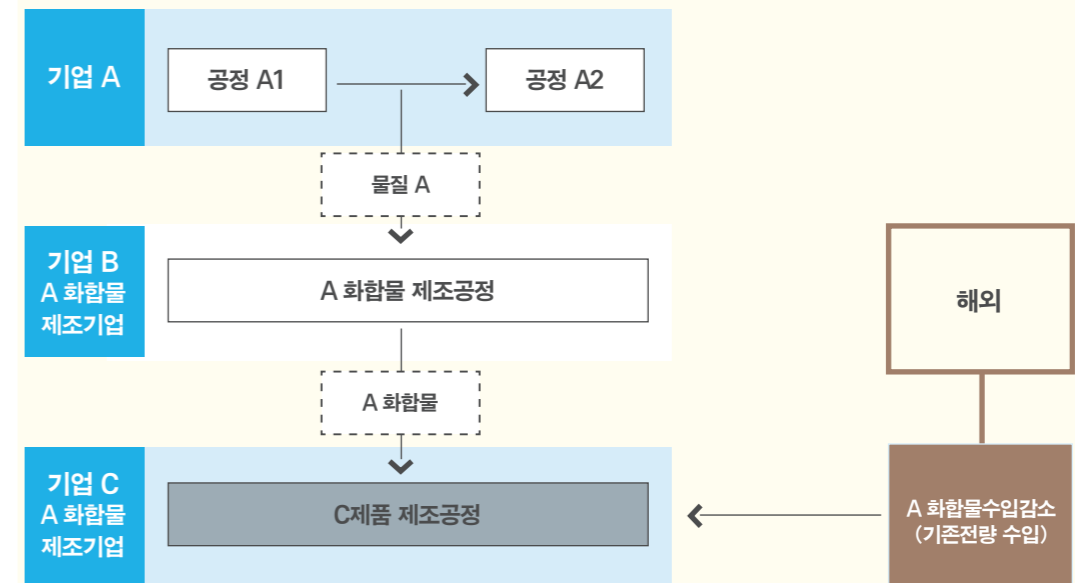 기업 A
공정 A1
공정 A2
물질 A
기업 B
A 화합물
제조기업
A 화합물 제조공정
해외
A 화합물
기업 C
A 화합물
제조기업
C제품 제조공정
A 화합물수입감소
(기존전량 수입)